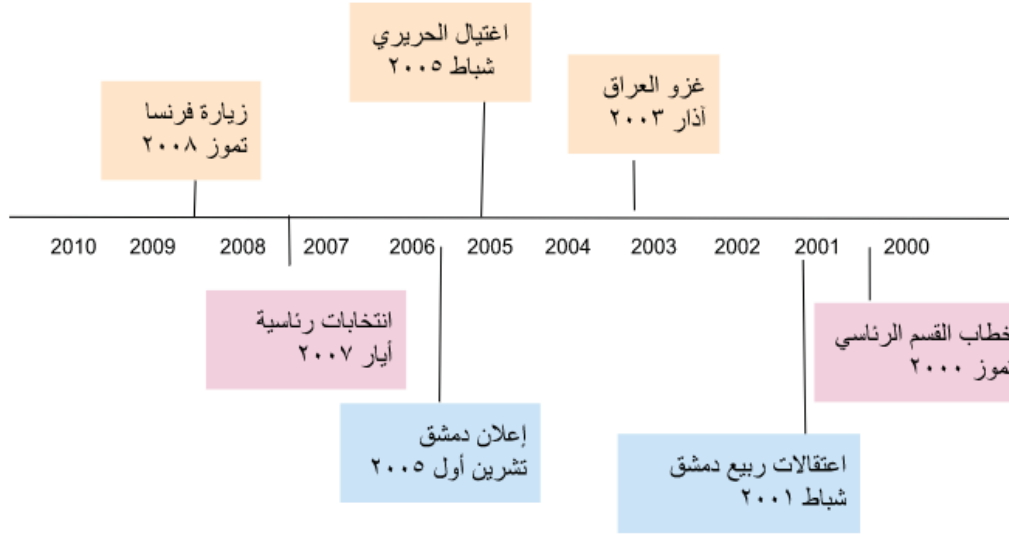 اغتيال الحريري
شباط ٢٠٠٥
غزو العراق
آذار ٢٠٠٣
زيارة فرنسا
تموز ٢٠٠٨
2010 2009 2008 2007 2006 2005 2004 2003 2002 2001 2000
انتخابات رئاسية
أيار ٢٠٠٧
خطاب القسم الرئاسي
تموز ٢٠٠٠
إعلان دمشق
تشرين أول ٢٠٠٥
اعتقالات ربيع دمشق
شباط ٢٠٠١